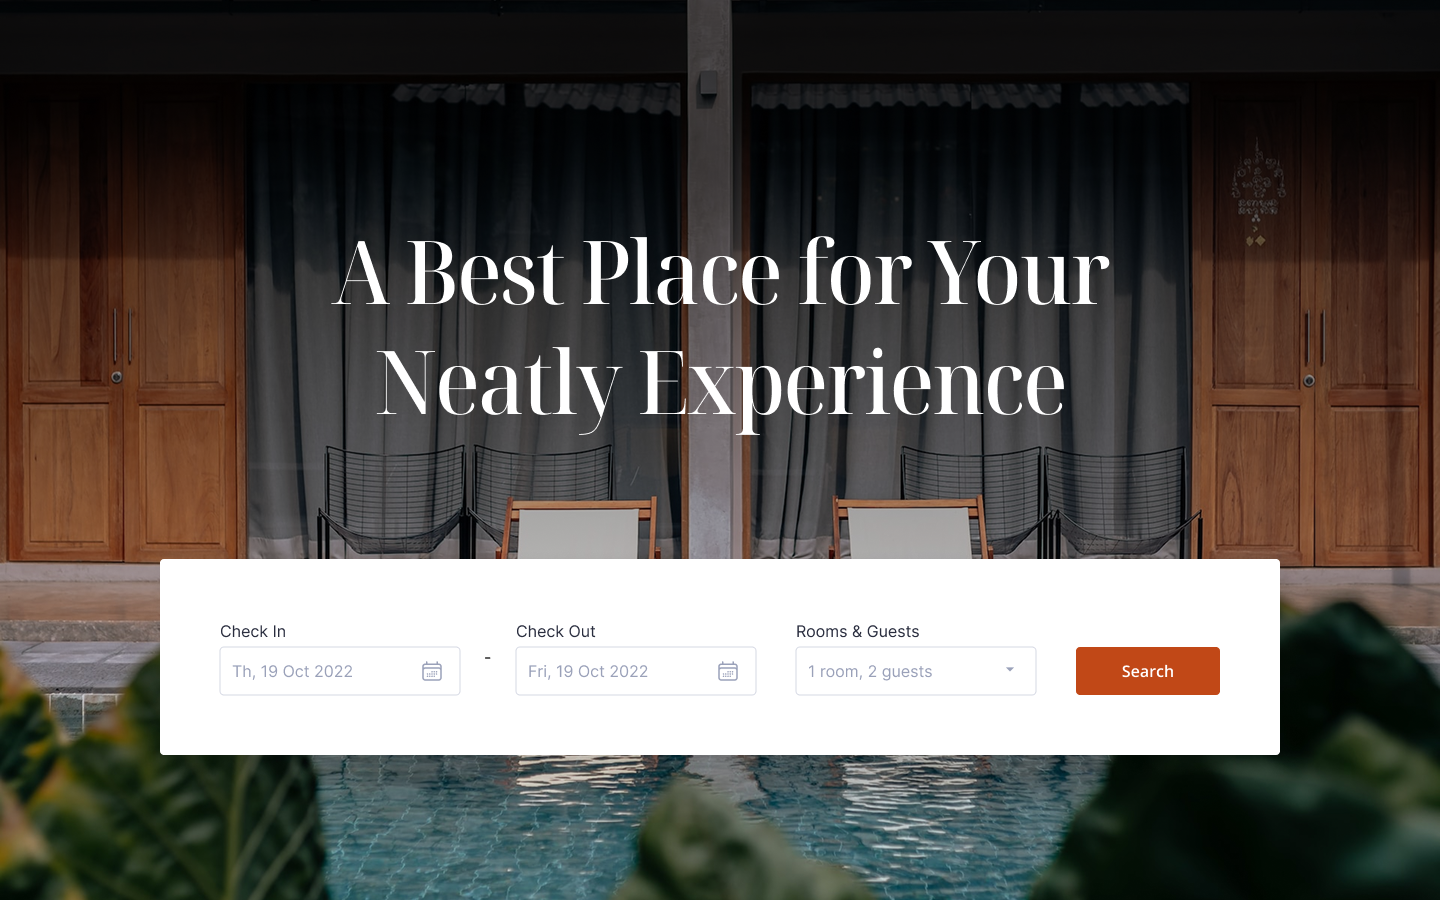 A Best Place for Your
Neatly Experience
Check In
Th, 19 Oct 2022
-
Check Out
Fri, 19 Oct 2022
Rooms & Guests
1 room, 2 guests
Search